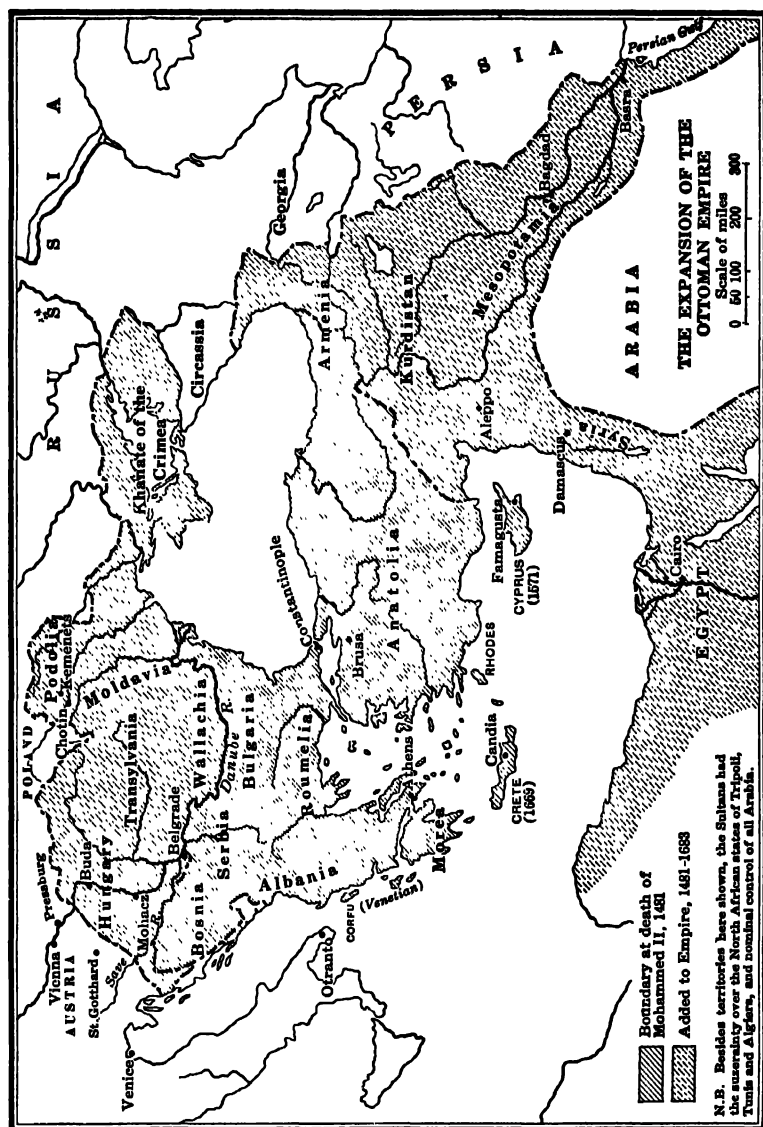 THE EXPANSION OF THE
OTTOMAN EMPIRE
Scale of miles
0 50 100 200 300
RUSSIA
POLAND
Podolia
Kemenets
Chotin
Moldavia
Khanate of the
Crimea
Circassia
Georgia
PERSIA
Persian Gulf
Pressburg
Vienna
AUSTRIA
St.Gotthard
Buda
Hungary
Mohacz
Save R.
Transylvania
Belgrade
Wallachia
Danube R.
Bulgaria
Serbia
Bosnia
Venice
Roumelia
Albania
Otranto
CORFU
(Venetian)
Constantinople
Brusa
Anatolia
Armenia
Kurdistan
Mesopotamia
Bagdad
Basra
Athens
Morea
Candia
CRETE
(1669)
RHODES
Famagusta
CYPRUS
(1571)
Aleppo
Damascus
Syria
ARABIA
Cairo
EGYPT
Boundary at death of
Mohammed II, 1481
Added to Empire, 1481-1683
N.B. Besides territories here shown, the Sultans had
the suzerainty over the North African states of Tripoli,
Tunis and Algiers, and nominal control of all Arabia.